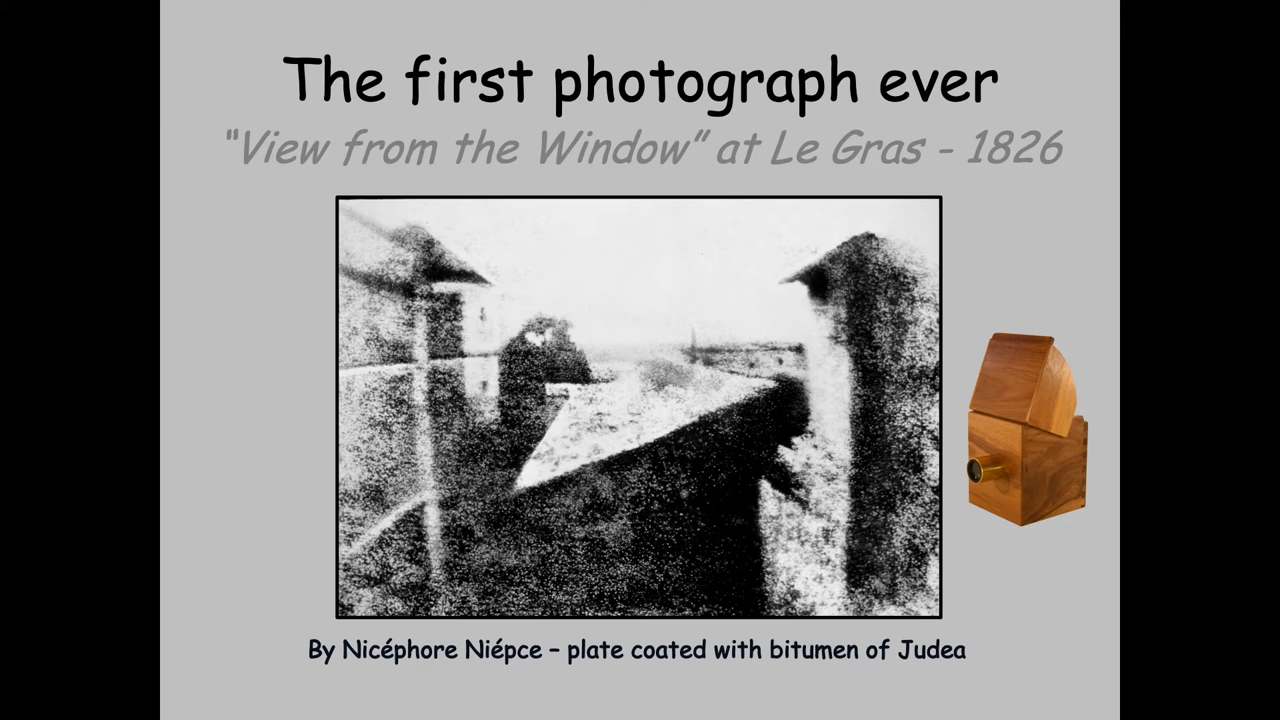 The first photograph ever
“View from the Window” at Le Gras - 1826
By Nicéphore Niépce – plate coated with bitumen of Judea